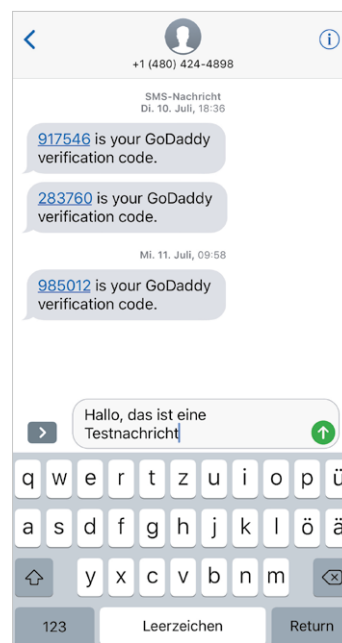 +1 (480) 424-4898
SMS-Nachricht
Di. 10. Juli, 18:36
917546 is your GoDaddy
verification code.
283760 is your GoDaddy
verification code.
Mi. 11. Juli, 09:58
985012 is your GoDaddy
verification code.
Hallo, das ist eine
Testnachricht
q w e r t z u i o p ü
a s d f g h j k l ö ä
y x c v b n m
123 Leerzeichen Return